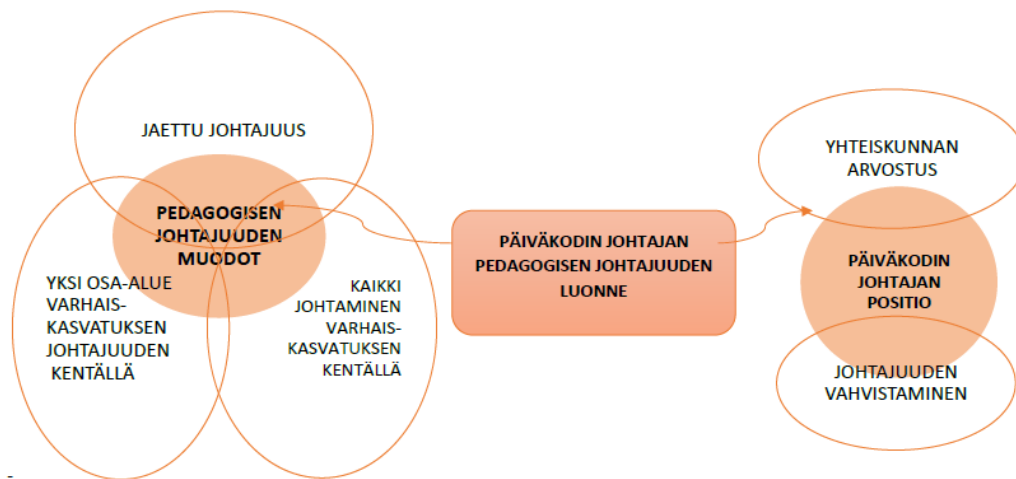 JAETTU JOHTAJUUS
PEDAGOGISEN
JOHTAJUUDEN
MUODOT
YKSI OSA-ALUE
VARHAIS-
KASVATUKSEN
JOHTAJUUDEN
KENTÄLLÄ
KAIKKI
JOHTAMINEN
VARHAIS-
KASVATUKSEN
KENTÄLLÄ
PÄIVÄKODIN JOHTAJAN
PEDAGOGISEN JOHTAJUUDEN
LUONNE
YHTEISKUNNAN
ARVOSTUS
PÄIVÄKODIN
JOHTAJAN
POSITIO
JOHTAJUUDEN
VAHVISTAMINEN
-